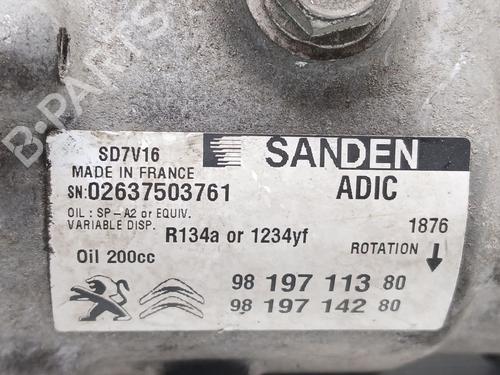 SD7V16
SANDEN
MADE IN FRANCE
SN:02637503761
ADIC
OIL : SP-A2 or EQUIV.
VARIABLE DISP.
R134a or 1234yf
1876
Oil 200cc
ROTATION
98 197 113 80
98 197 142 80
B-PARTS